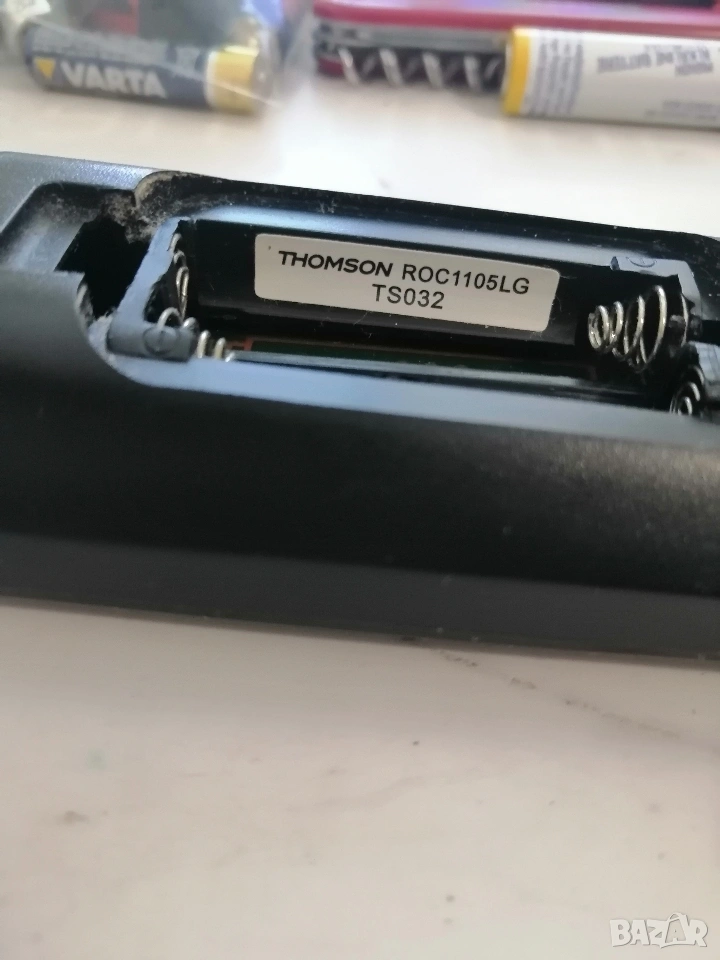 VARTA
THOMSON ROC1105LG
TS032
BAZAR